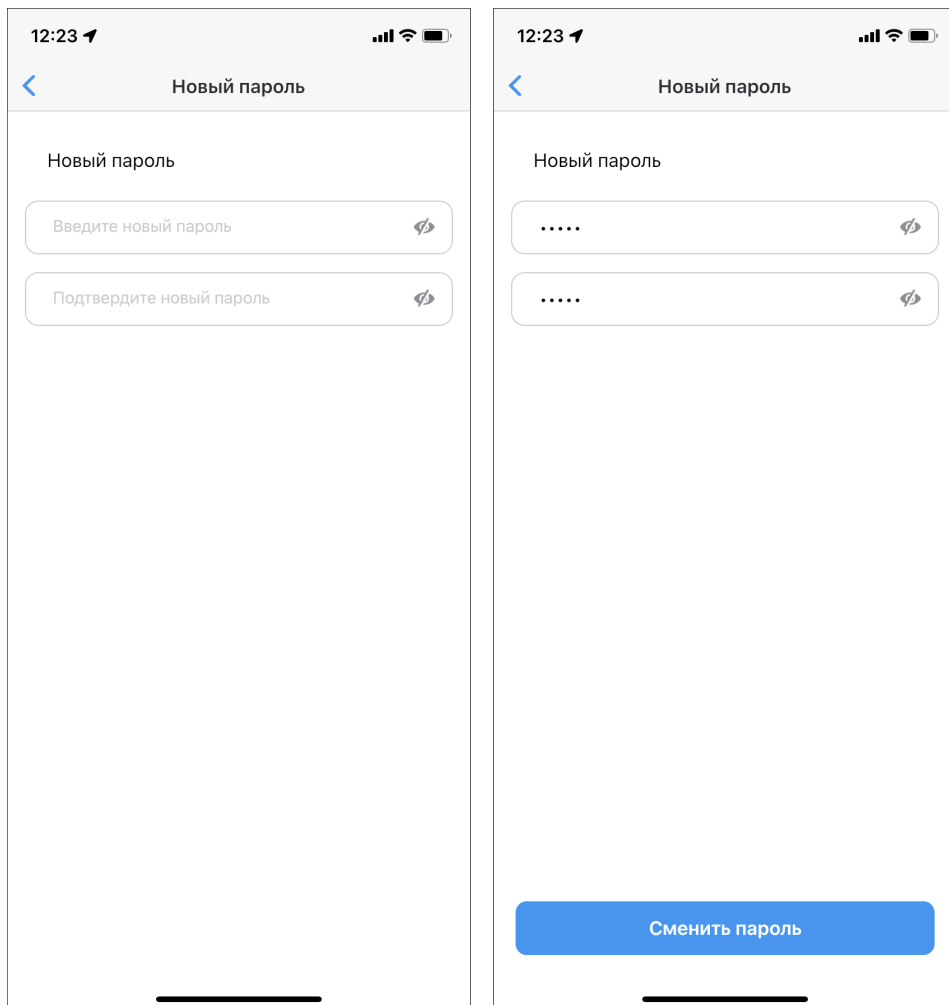 12:23
Новый пароль
Новый пароль
Введите новый пароль
Подтвердите новый пароль
12:23
Новый пароль
Новый пароль
•••••
•••••
Сменить пароль